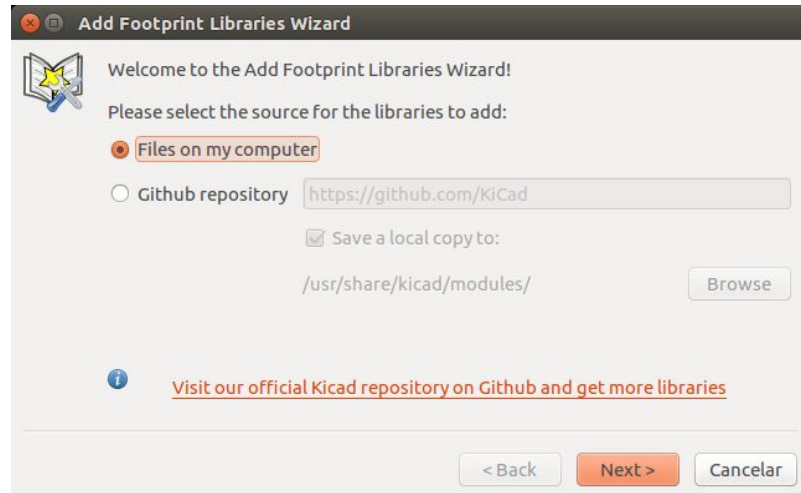 Add Footprint Libraries Wizard
Welcome to the Add Footprint Libraries Wizard!
Please select the source for the libraries to add:
Files on my computer
Github repository https://github.com/KiCad
Save a local copy to:
/usr/share/kicad/modules/ Browse
Visit our official Kicad repository on Github and get more libraries
< Back Next > Cancelar